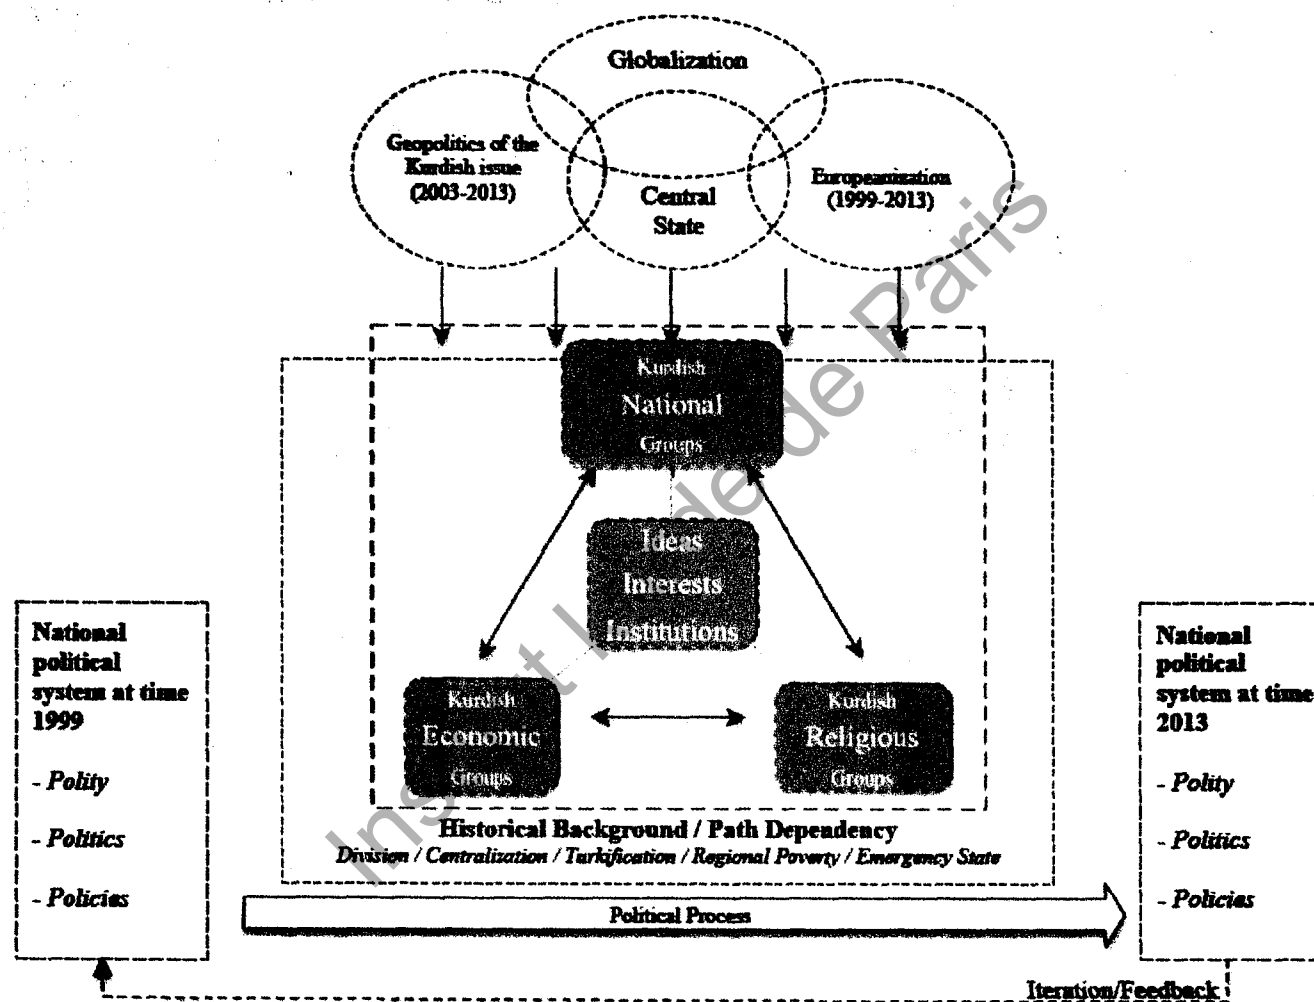 Globalization
Geopolitics of the
Kurdish issue
(2003-2013)
Central
State
Europeanization
(1999-2013)
Kurdish
National
Groups
Ideas
Interests
Institutions
Kurdish
Economic
Groups
Kurdish
Religious
Groups
National
political
system at time
1999
- Polity
- Politics
- Policies
National
political
system at time
2013
- Polity
- Politics
- Policies
Historical Background / Path Dependency
Division / Centralization / Turkification / Regional Poverty / Emergency State
Political Process
Iteration/Feedback
de Paris